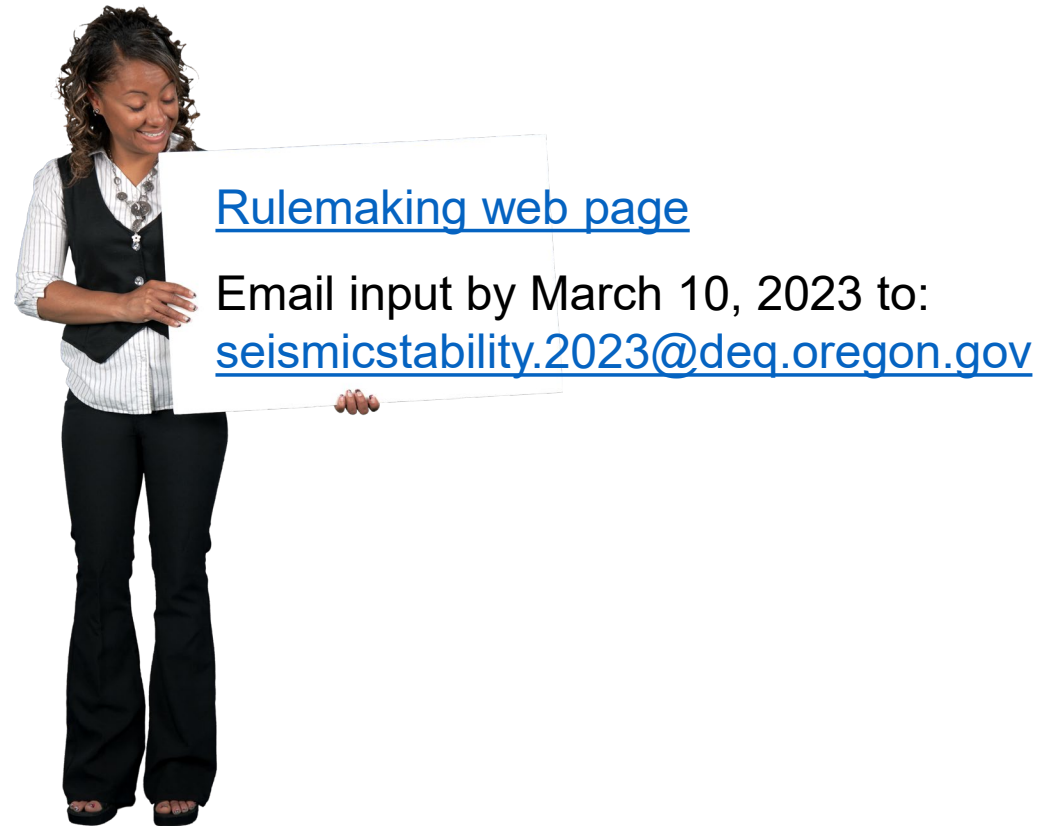 Rulemaking web page
Email input by March 10, 2023 to:
seismicstability.2023@deq.oregon.gov